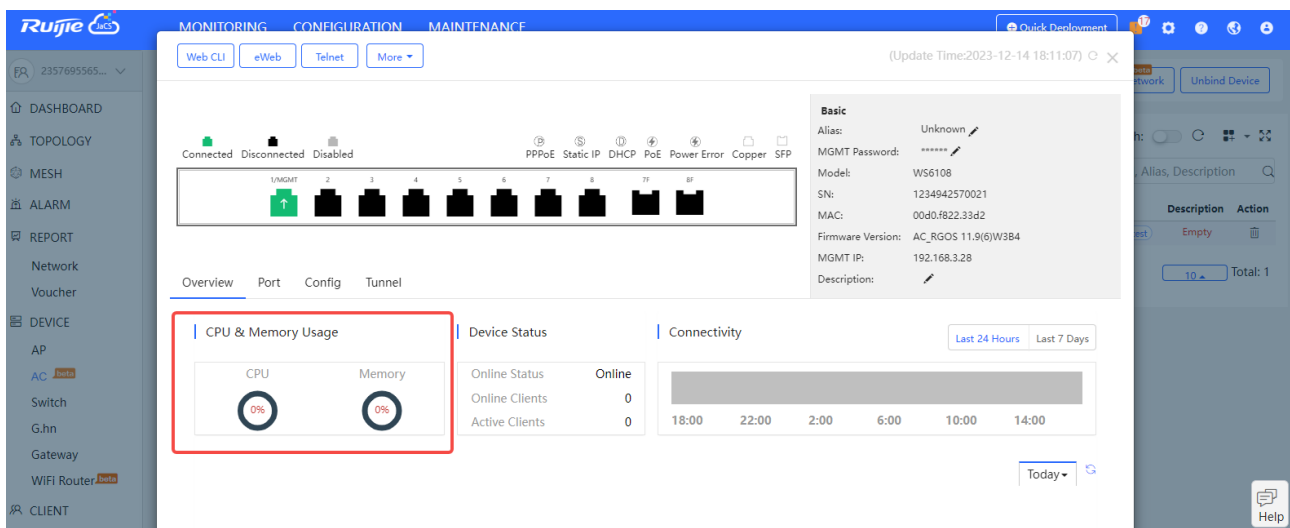 Ruijie JaCS MONITORING CONFIGURATION MAINTENANCE Quick Deployment 17
Web CLI eWeb Telnet More (Update Time:2023-12-14 18:11:07)
2357695565... beta etwork Unbind Device
DASHBOARD
TOPOLOGY
MESH
ALARM
REPORT
Network
Voucher
DEVICE
AP
AC beta
Switch
G.hn
Gateway
WIFI Router beta
CLIENT
Connected Disconnected Disabled
PPPoE Static IP DHCP PoE Power Error Copper SFP
1/MGMT 2 3 4 5 6 7 8 7F 8F
Basic
Alias: Unknown
MGMT Password: ******
Model: WS6108
SN: 1234942570021
MAC: 00d0.f822.33d2
Firmware Version: AC_RGOS 11.9(6)W3B4
MGMT IP: 192.168.3.28
Description:
h:
, Alias, Description
Description Action
est Empty
10 Total: 1
Overview Port Config Tunnel
CPU & Memory Usage
CPU Memory
0% 0%
Device Status
Online Status Online
Online Clients 0
Active Clients 0
Connectivity
Last 24 Hours Last 7 Days
18:00 22:00 2:00 6:00 10:00 14:00
Today
Help